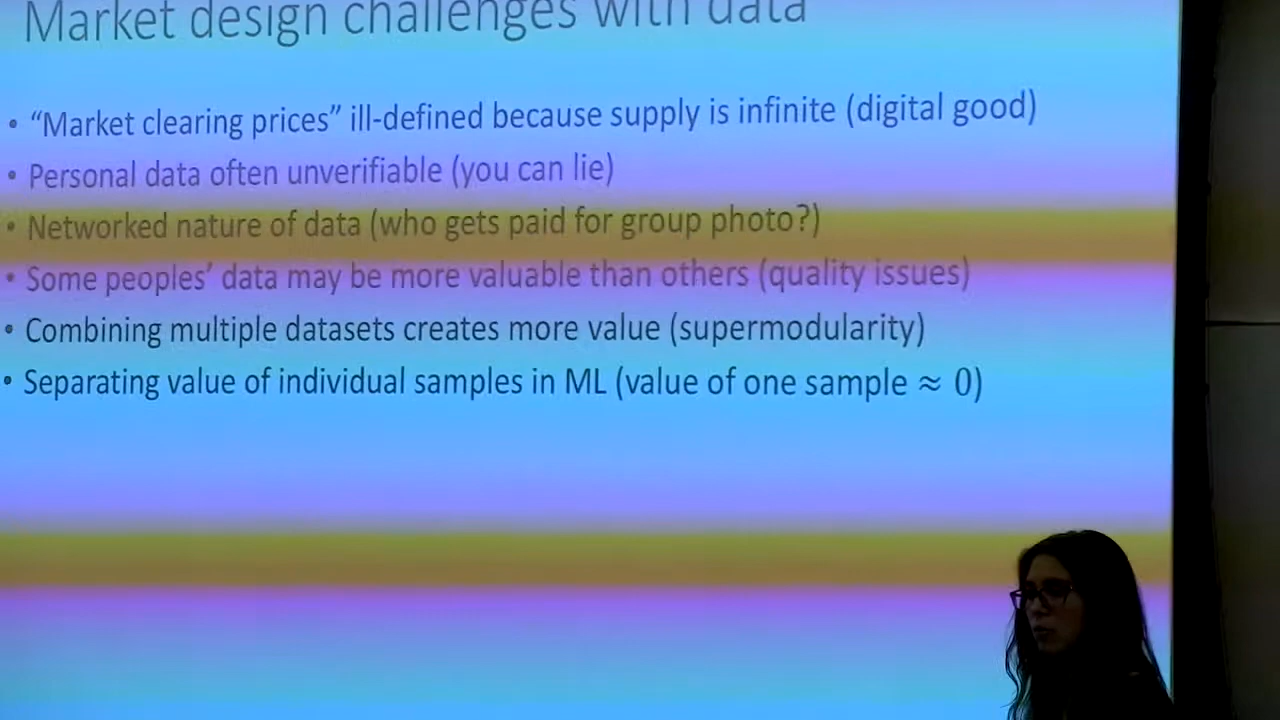 Market design challenges with data
• “Market clearing prices” ill-defined because supply is infinite (digital good)
• Personal data often unverifiable (you can lie)
• Networked nature of data (who gets paid for group photo?)
• Some peoples’ data may be more valuable than others (quality issues)
• Combining multiple datasets creates more value (supermodularity)
• Separating value of individual samples in ML (value of one sample ≈ 0)